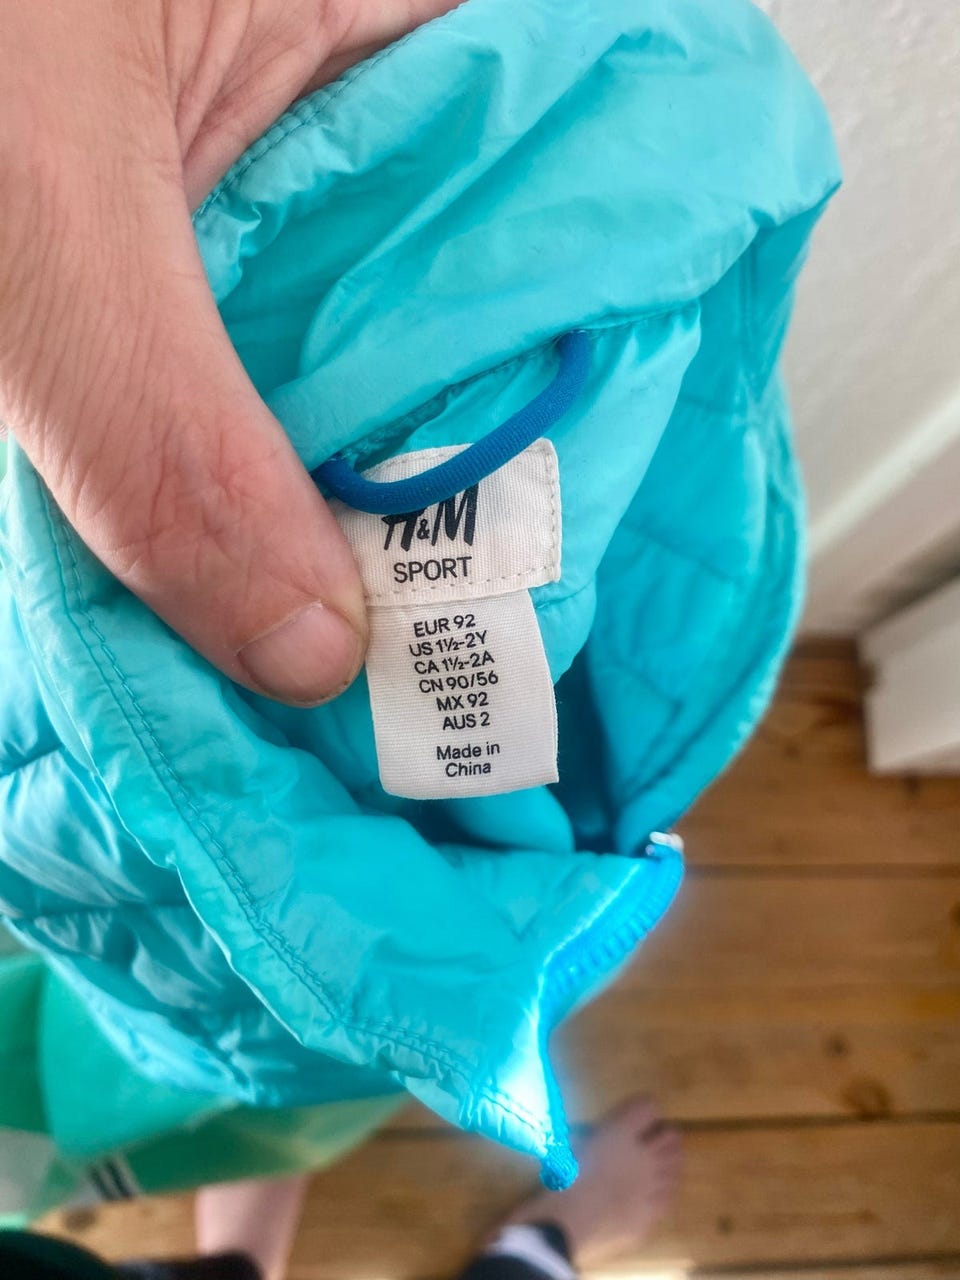 H&M
SPORT
EUR 92
US 1½-2Y
CA 1½-2A
CN 90/56
MX 92
AUS 2
Made in
China